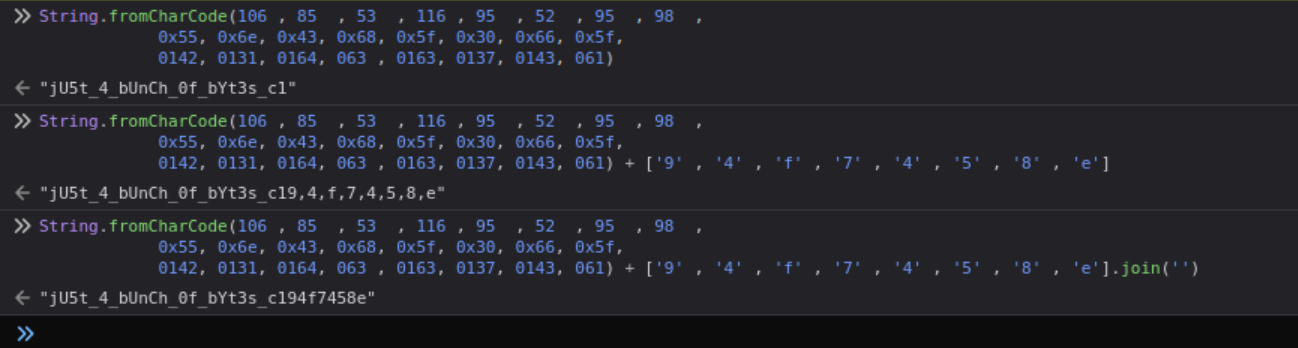 >> String.fromCharCode(106 , 85  , 53  , 116 , 95  , 52  , 95  , 98  ,
            0x55, 0x6e, 0x43, 0x68, 0x5f, 0x30, 0x66, 0x5f,
            0142, 0131, 0164, 063 , 0163, 0137, 0143, 061)
← "jU5t_4_bUnCh_0f_bYt3s_c1"
>> String.fromCharCode(106 , 85  , 53  , 116 , 95  , 52  , 95  , 98  ,
            0x55, 0x6e, 0x43, 0x68, 0x5f, 0x30, 0x66, 0x5f,
            0142, 0131, 0164, 063 , 0163, 0137, 0143, 061) + ['9' , '4' , 'f' , '7' , '4' , '5' , '8' , 'e']
← "jU5t_4_bUnCh_0f_bYt3s_c19,4,f,7,4,5,8,e"
>> String.fromCharCode(106 , 85  , 53  , 116 , 95  , 52  , 95  , 98  ,
            0x55, 0x6e, 0x43, 0x68, 0x5f, 0x30, 0x66, 0x5f,
            0142, 0131, 0164, 063 , 0163, 0137, 0143, 061) + ['9' , '4' , 'f' , '7' , '4' , '5' , '8' , 'e'].join('')
← "jU5t_4_bUnCh_0f_bYt3s_c194f7458e"
>>